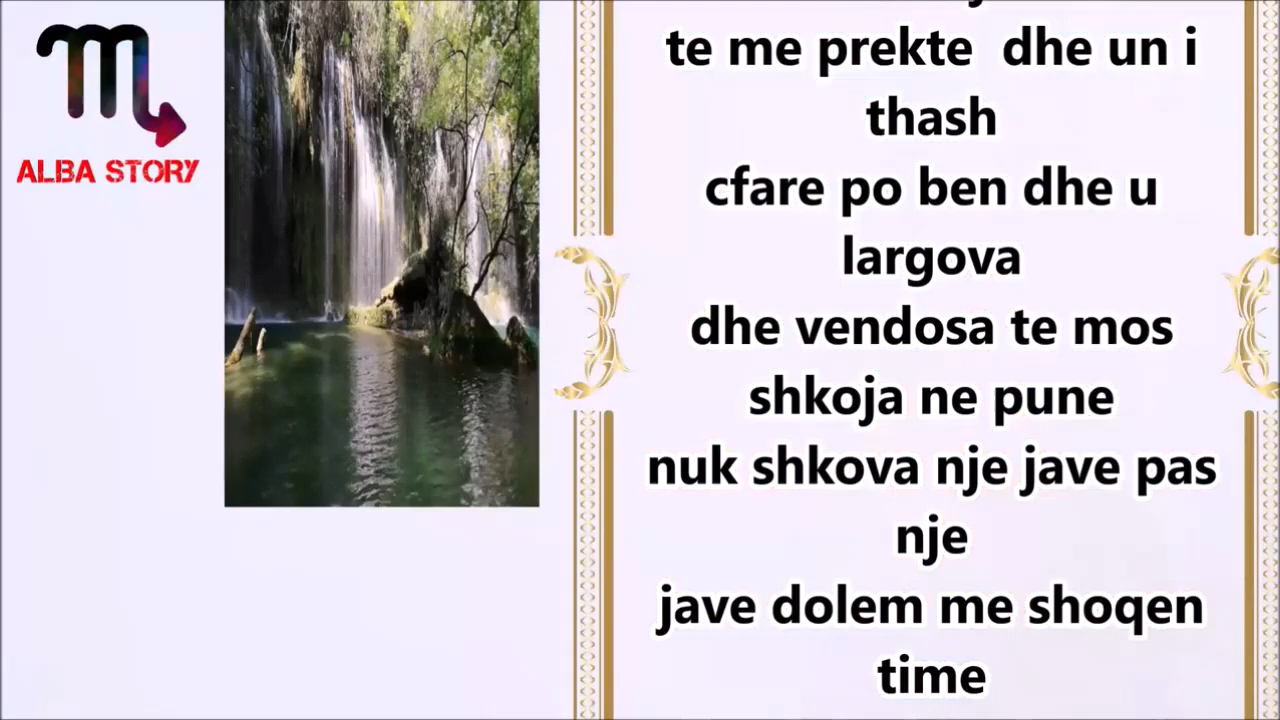 ALBA STORY
te me prekte dhe un i
thash
cfare po ben dhe u
largova
dhe vendosa te mos
shkoja ne pune
nuk shkova nje jave pas
nje
jave dolem me shoqen
time